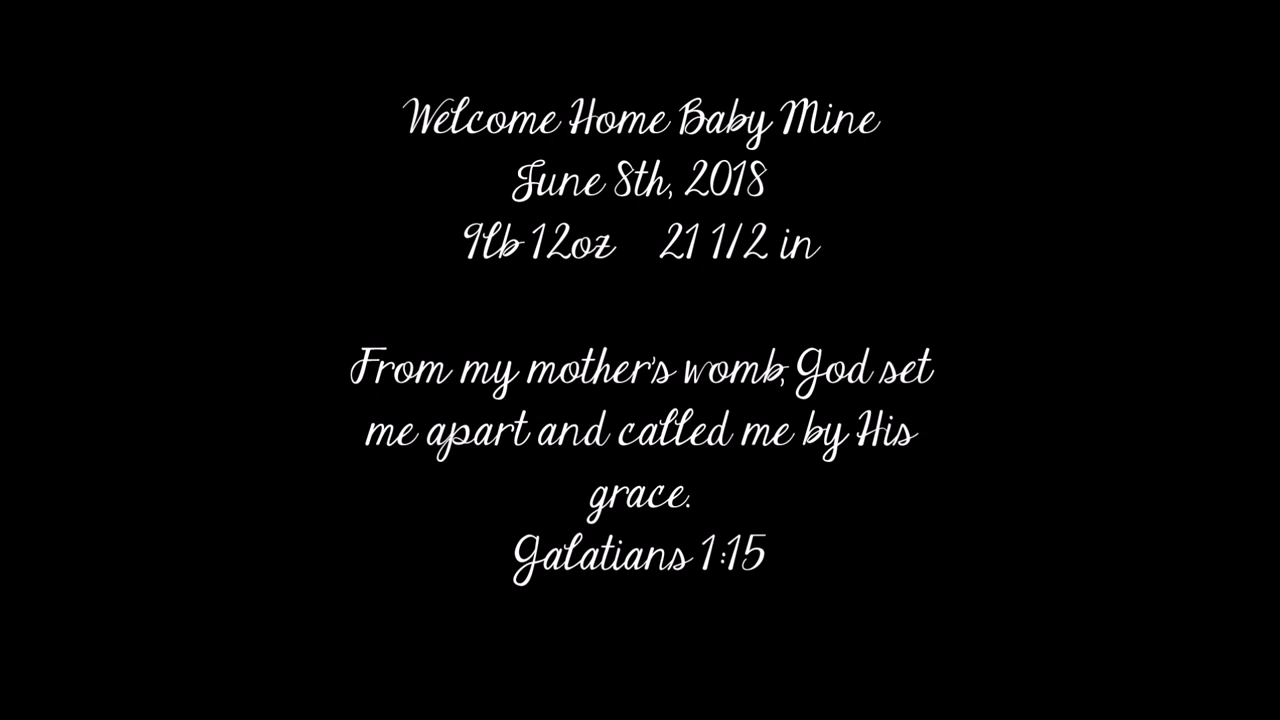 Welcome Home Baby Mine
June 8th, 2018
9lb 12oz 21 1/2 in
From my mother's womb, God set
me apart and called me by His
grace.
Galatians 1:15